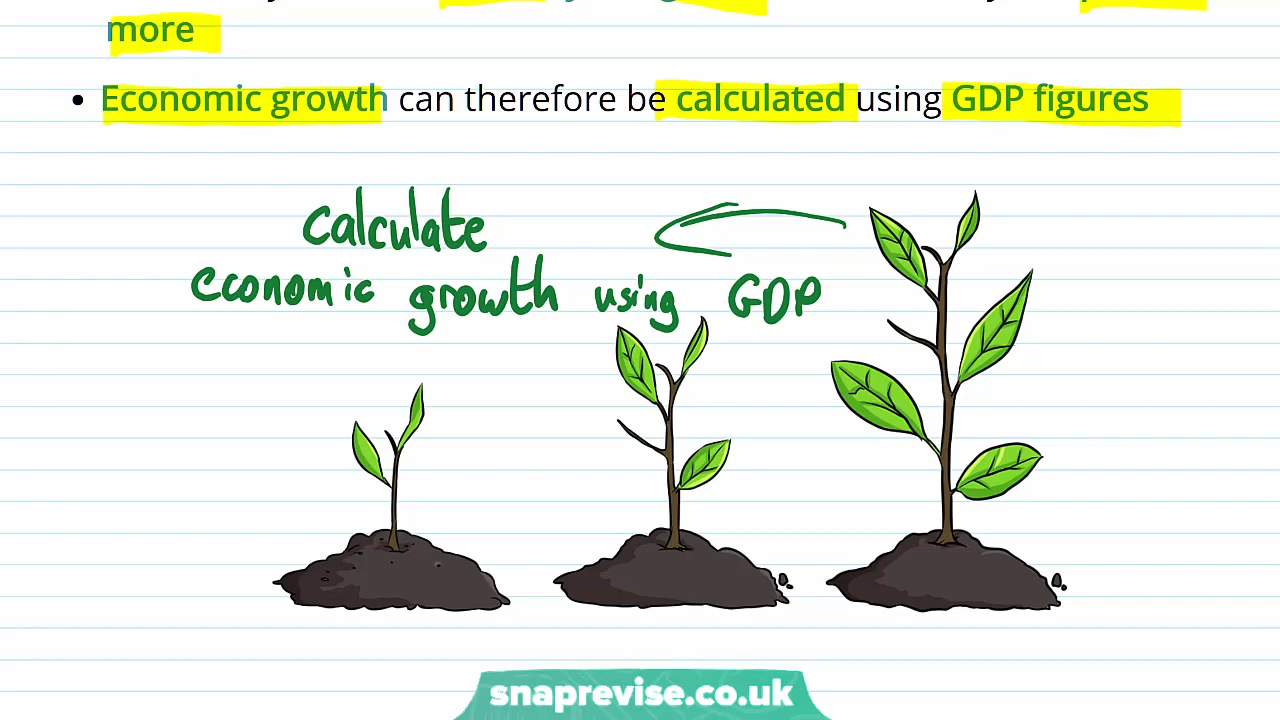 more
• Economic growth can therefore be calculated using GDP figures
calculate
economic growth using GDP
snaprevise.co.uk